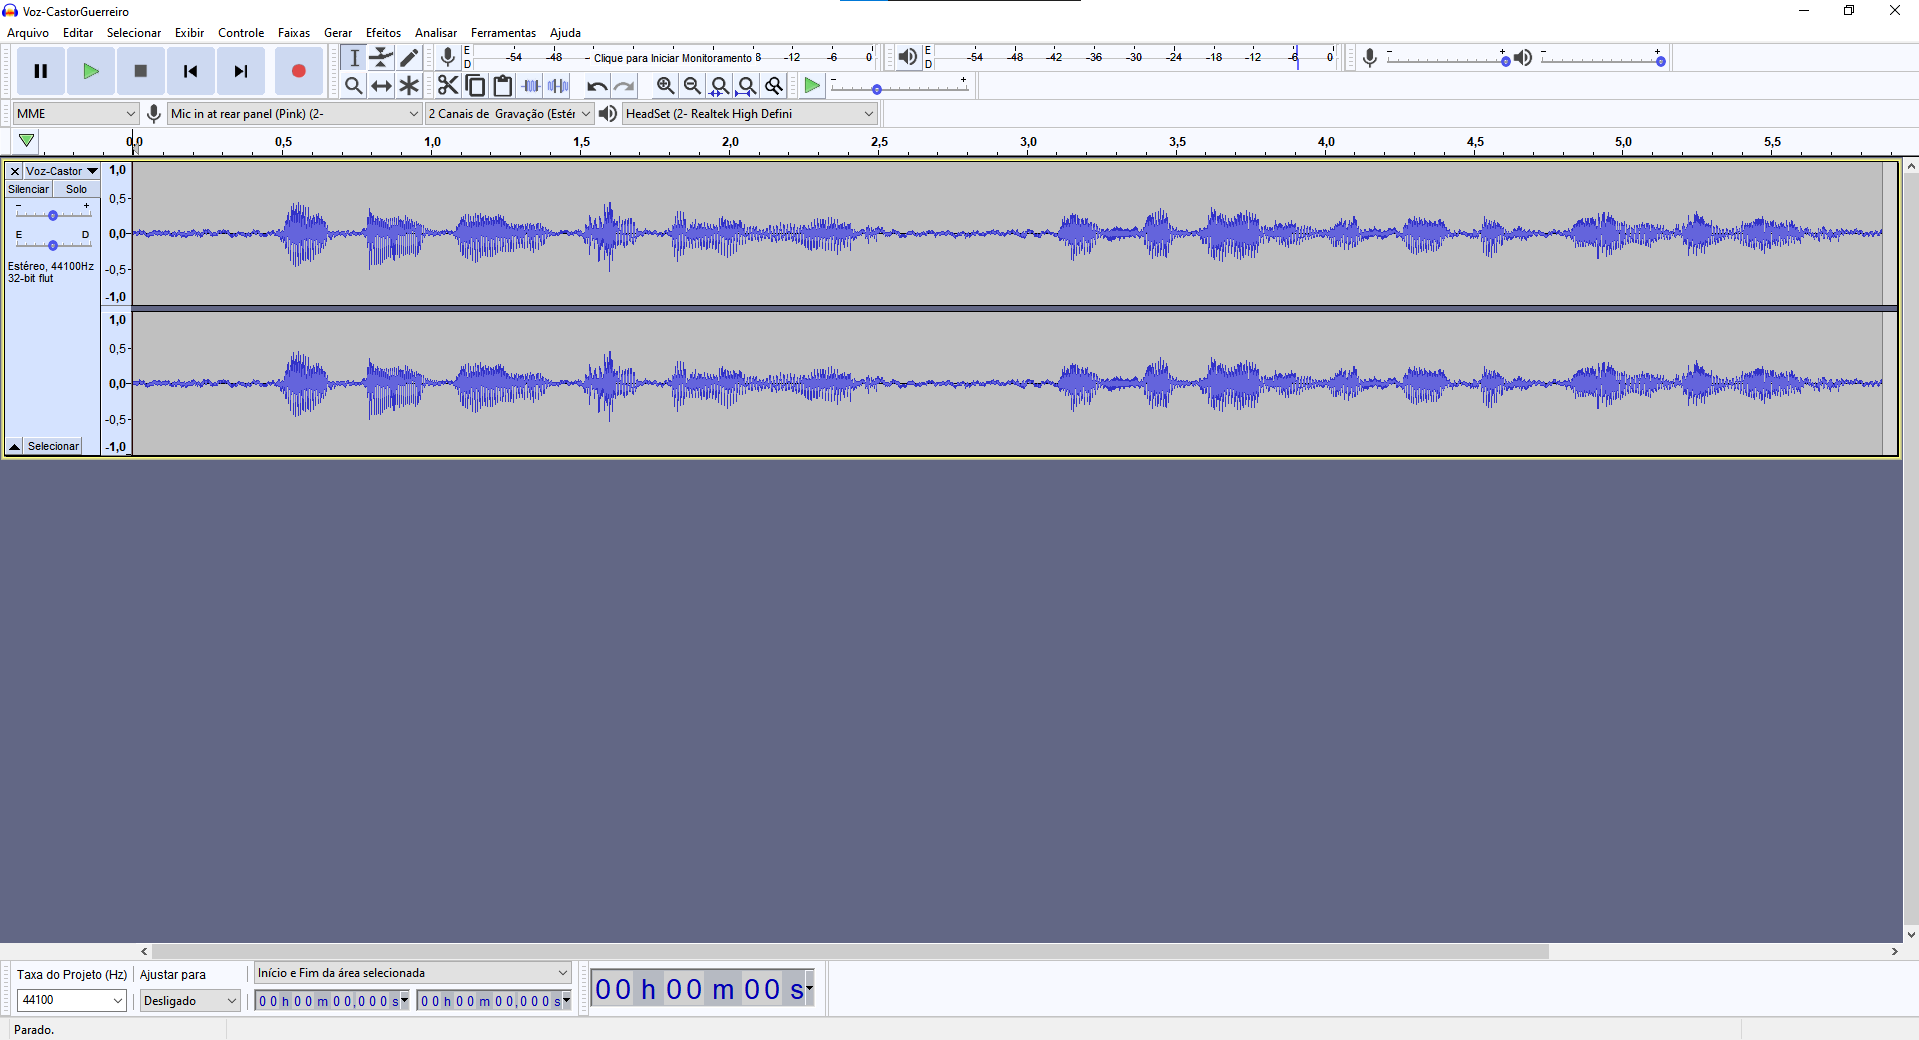 Voz-CastorGuerreiro
Arquivo Editar Selecionar Exibir Controle Faixas Gerar Efeitos Analisar Ferramentas Ajuda
E D -54 -48 Clique para Iniciar Monitoramento 8 -12 -6 0 E D -54 -48 -42 -36 -30 -24 -18 -12 -6 0 - + - +
- +
MME Mic in at rear panel (Pink) (2- 2 Canais de Gravação (Estér HeadSet (2- Realtek High Defini
0,0 0,5 1,0 1,5 2,0 2,5 3,0 3,5 4,0 4,5 5,0 5,5
Voz-Castor 1,0
Silenciar Solo 0,5
- +
E D 0,0
Estéreo, 44100Hz -0,5
32-bit flut
-1,0
1,0
0,5
0,0
-0,5
Selecionar -1,0
Taxa do Projeto (Hz) Ajustar para Início e Fim da área selecionada
44100 Desligado 00 h 00 m 00,000 s 00 h 00 m 00,000 s 00 h 00 m 00 s
Parado.